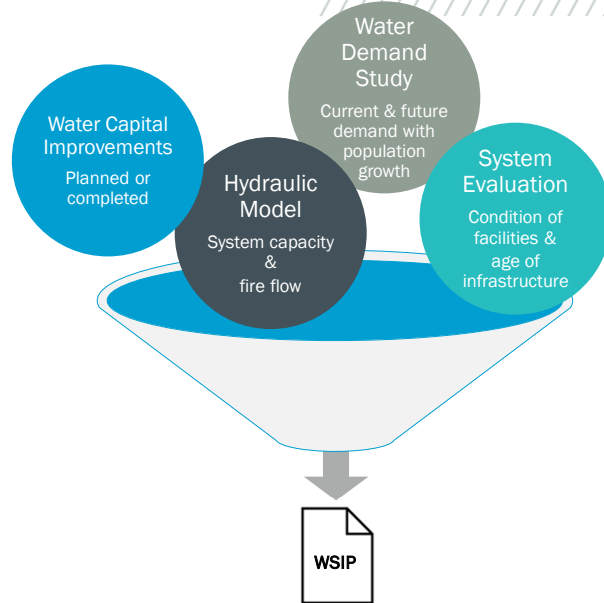 Water
Demand
Study
Current & future
demand with
population
growth
Water Capital
Improvements
Planned or
completed
Hydraulic
Model
System capacity
&
fire flow
System
Evaluation
Condition of
facilities &
age of
infrastructure
WSIP